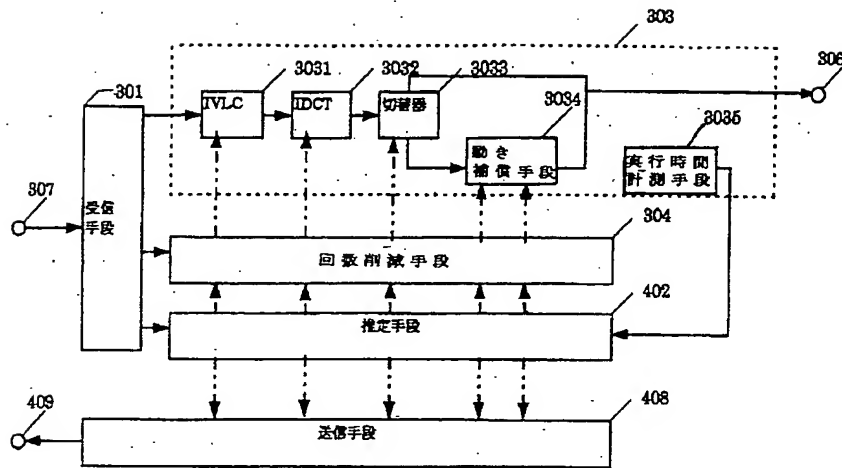 303
301
3031
3032
3033
306
IVLC
IDCT
切替器
3034
3035
動き
補償手段
実行時間
計測手段
307
受信
手段
304
回数削減手段
402
推定手段
409
408
送信手段